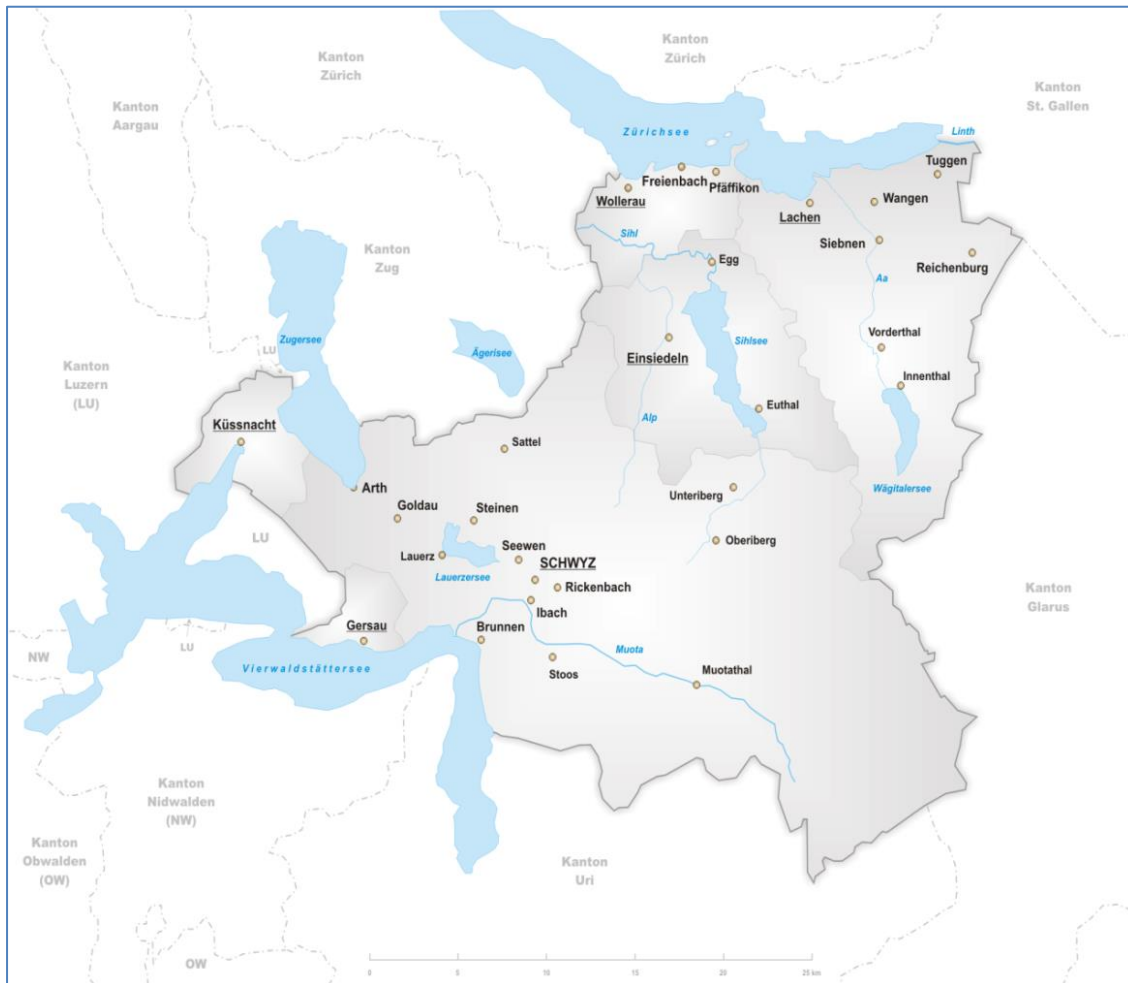 Kanton
Zürich
Kanton
Zürich
Kanton
Aargau
Kanton
St. Gallen
Zürichsee
Linth
Tuggen
Freienbach
Pfäffikon
Wollerau
Wangen
Lachen
Sihl
Siebnen
Kanton
Zug
Egg
Reichenburg
Aa
Zugersee
Sihlsee
Vorderthal
LU
Ägerisee
Einsiedeln
Kanton
Luzern
(LU)
Innenthal
Euthal
Küssnacht
Alp
Sattel
Wägitalersee
Arth
Unteriberg
Goldau
Steinen
LU
Oberiberg
Seewen
Lauerz
SCHWYZ
Lauerzersee
Rickenbach
Kanton
Glarus
Ibach
Gersau
Brunnen
LU
NW
Muota
Vierwaldstättersee
Stoos
Muotathal
Kanton
Nidwalden
(NW)
Kanton
Obwalden
(OW)
Kanton
Uri
OW
0 5 10 15 20 25 km